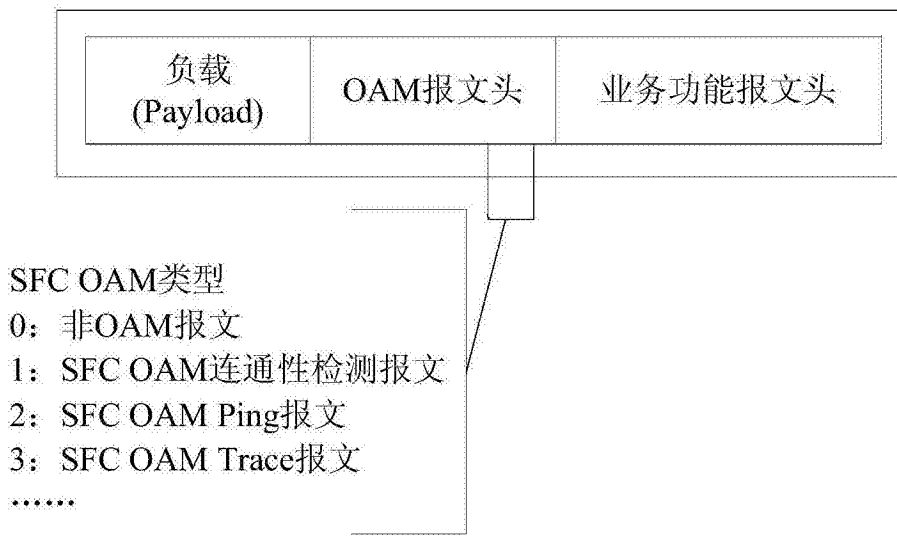 负载
(Payload)
OAM报文头
业务功能报文头
SFC OAM类型
0：非OAM报文
1：SFC OAM连通性检测报文
2：SFC OAM Ping报文
3：SFC OAM Trace报文
……